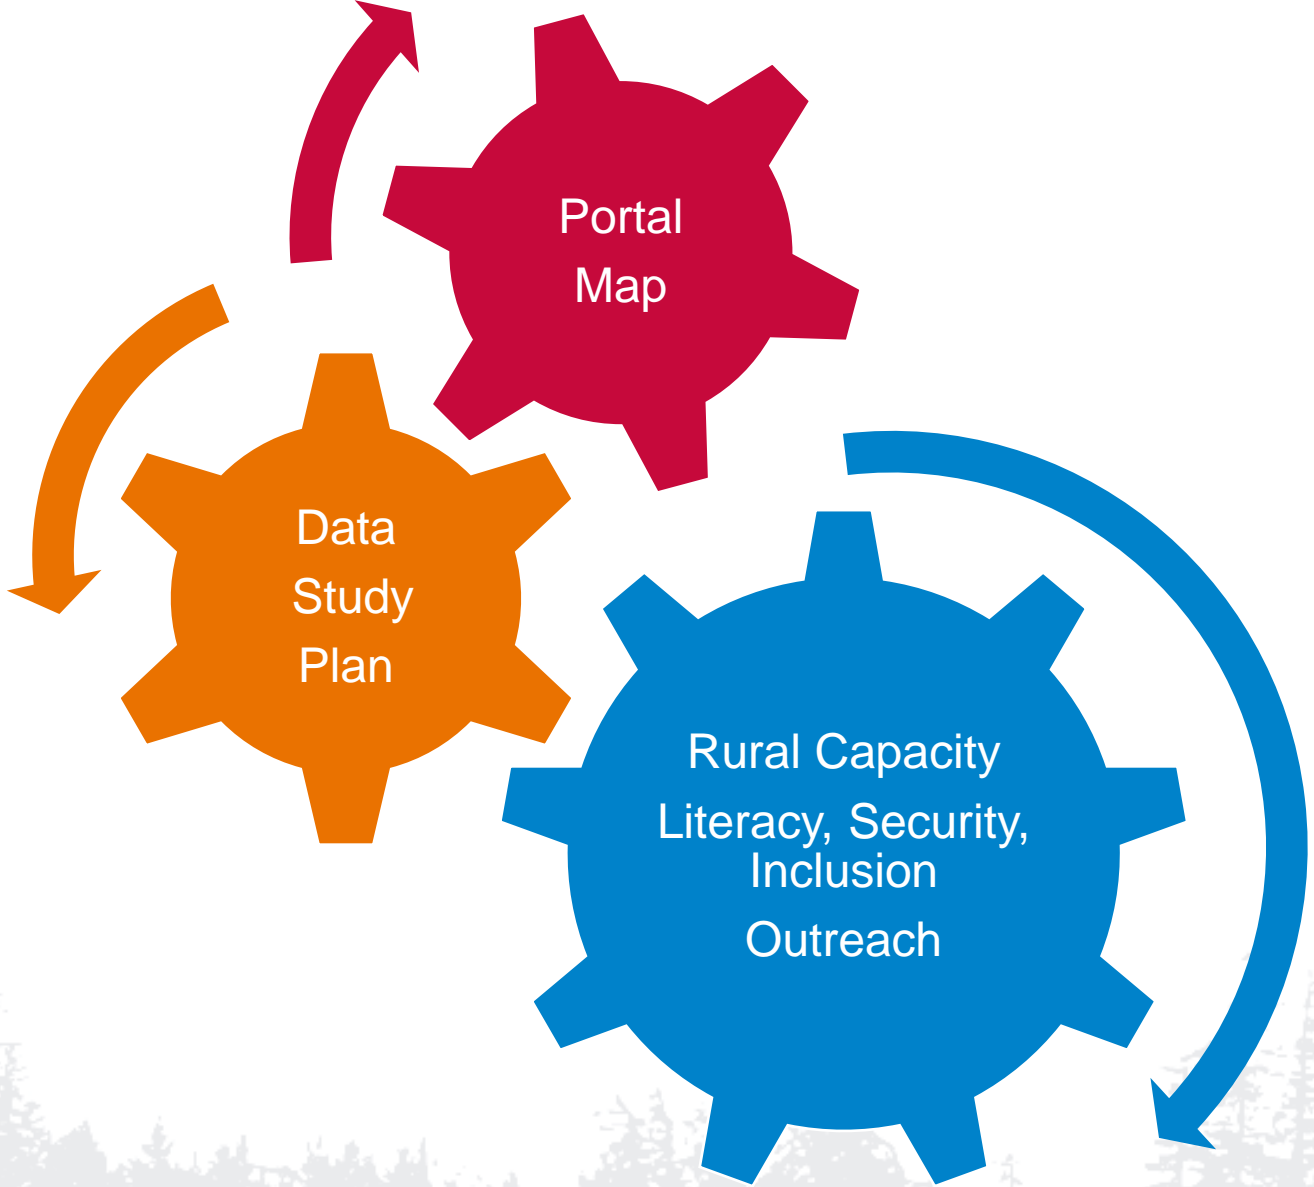 Portal
Map
Data
Study
Plan
Rural Capacity
Literacy, Security,
Inclusion
Outreach